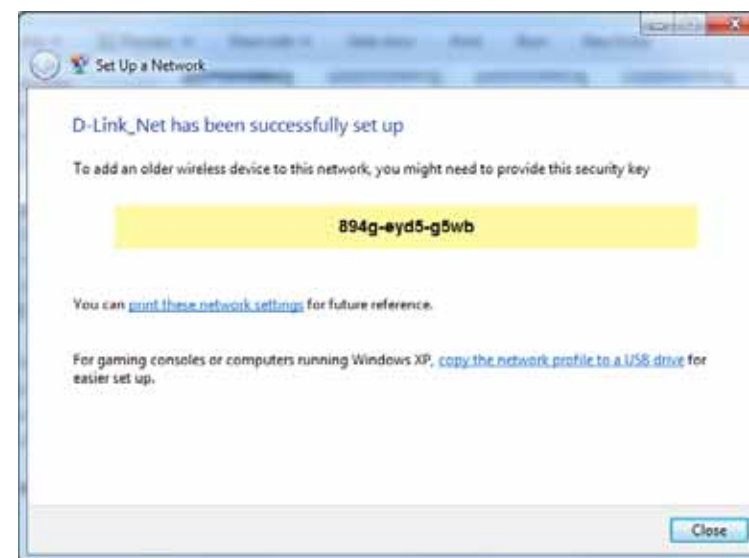 Set Up a Network
D-Link_Net has been successfully set up
To add an older wireless device to this network, you might need to provide this security key
894g-eyd5-g5wb
You can print these network settings for future reference.
For gaming consoles or computers running Windows XP, copy the network profile to a USB drive for
easier set up.
Close